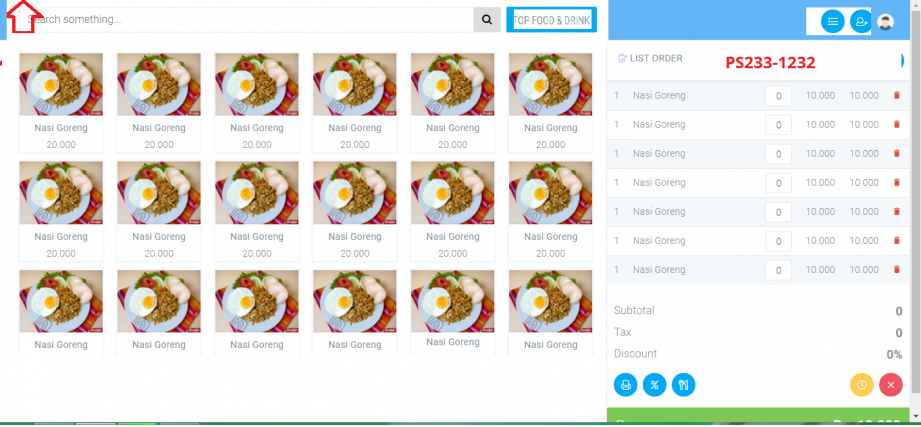 Search something...
TOP FOOD & DRINK
Nasi Goreng Nasi Goreng Nasi Goreng Nasi Goreng Nasi Goreng Nasi Goreng
20.000 20.000 20.000 20.000 20.000 20.000
Nasi Goreng Nasi Goreng Nasi Goreng Nasi Goreng Nasi Goreng Nasi Goreng
20.000 20.000 20.000 20.000 20.000 20.000
Nasi Goreng Nasi Goreng Nasi Goreng Nasi Goreng Nasi Goreng Nasi Goreng
LIST ORDER PS233-1232
1 Nasi Goreng 0 10.000 10.000
1 Nasi Goreng 0 10.000 10.000
1 Nasi Goreng 0 10.000 10.000
1 Nasi Goreng 0 10.000 10.000
1 Nasi Goreng 0 10.000 10.000
1 Nasi Goreng 0 10.000 10.000
1 Nasi Goreng 0 10.000 10.000
Subtotal 0
Tax 0
Discount 0%
%